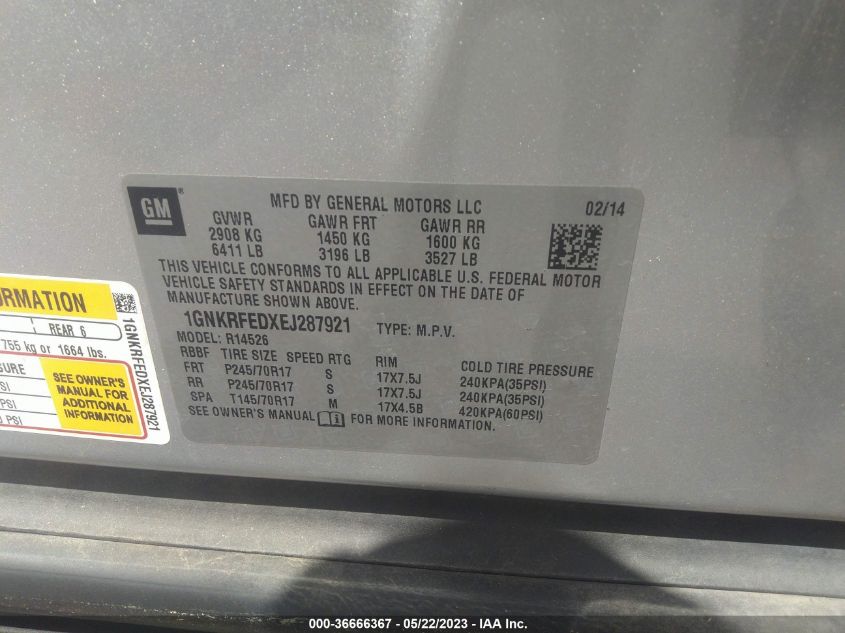 GM®
MFD BY GENERAL MOTORS LLC 02/14
GVWR GAWR FRT GAWR RR
2908 KG 1450 KG 1600 KG
6411 LB 3196 LB 3527 LB
THIS VEHICLE CONFORMS TO ALL APPLICABLE U.S. FEDERAL MOTOR
VEHICLE SAFETY STANDARDS IN EFFECT ON THE DATE OF
MANUFACTURE SHOWN ABOVE.
1GNKRFEDXEJ287921 TYPE: M.P.V.
MODEL: R14526
RBBF TIRE SIZE SPEED RTG RIM COLD TIRE PRESSURE
FRT P245/70R17 S 17X7.5J 240KPA(35PSI)
RR P245/70R17 S 17X7.5J 240KPA(35PSI)
SPA T145/70R17 M 17X4.5B 420KPA(60PSI)
SEE OWNER'S MANUAL FOR MORE INFORMATION.
REAR 6
755 kg or 1664 lbs.
SEE OWNER'S
MANUAL FOR
ADDITIONAL
INFORMATION
PSI
1GNKRFEDXEJ287921
000-36666367 - 05/22/2023 - IAA Inc.